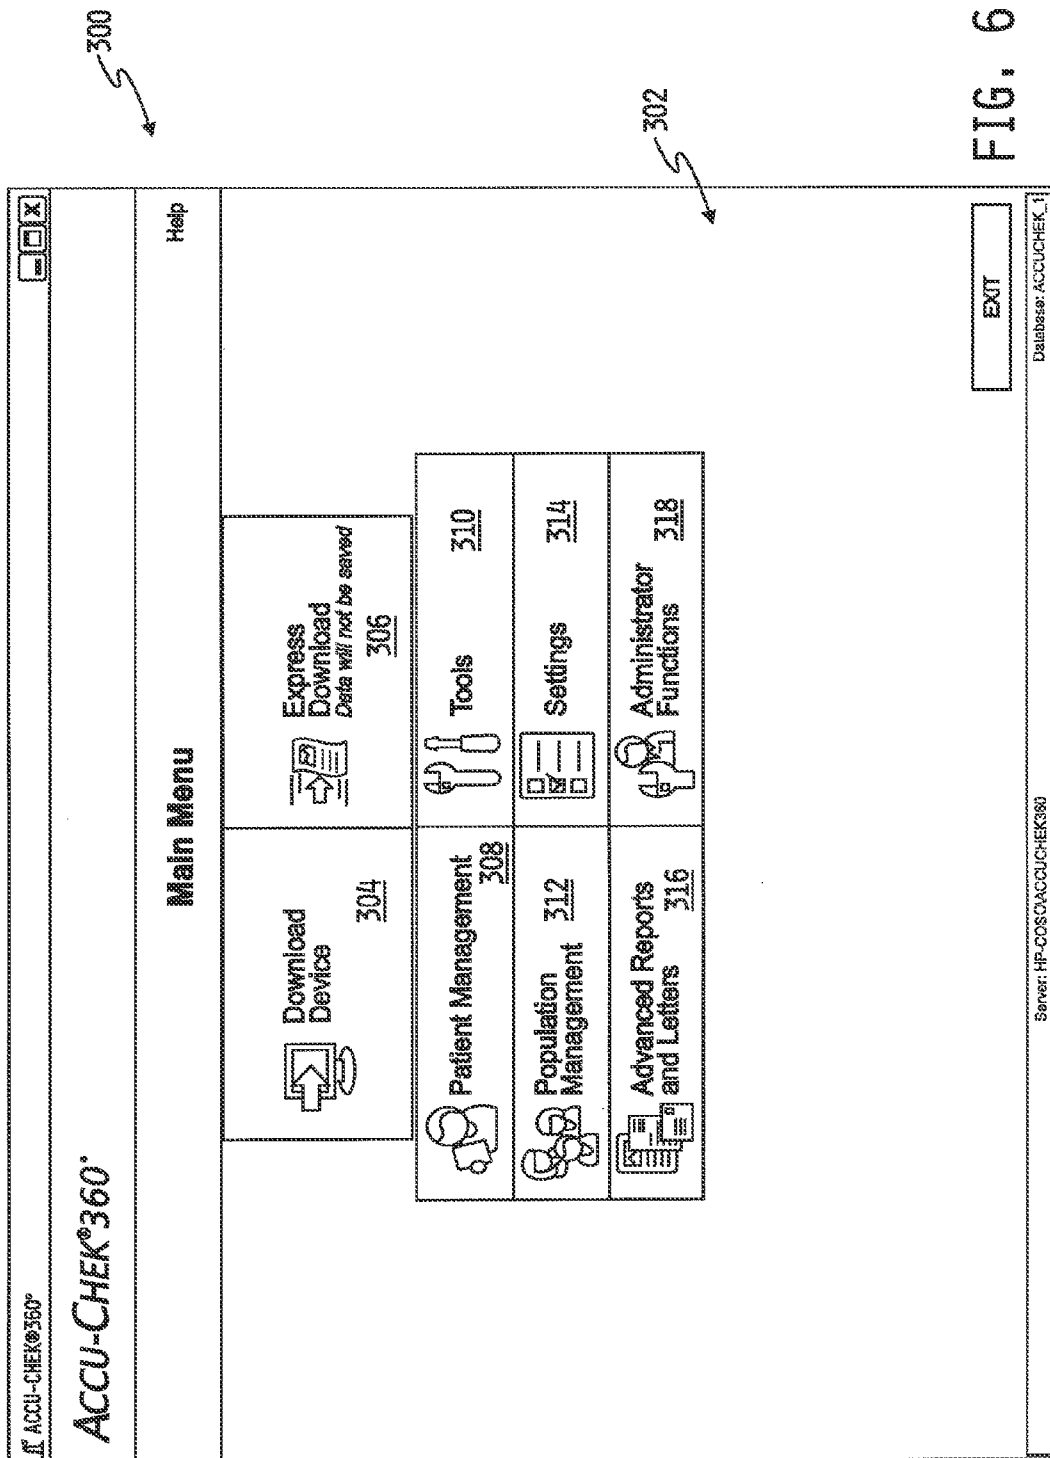 ACCU-CHEK®360°
ACCU-CHEK®360°
Main Menu
Help
300
Download
Device
304
Express
Download
Data will not be saved
306
Patient Management
308
Tools
310
Population
Management
312
Settings
314
Advanced Reports
and Letters
316
Administrator
Functions
318
302
EXIT
Server: HP-COSO\ACCUCHEK360
Database: ACCUCHEK_1
FIG. 6